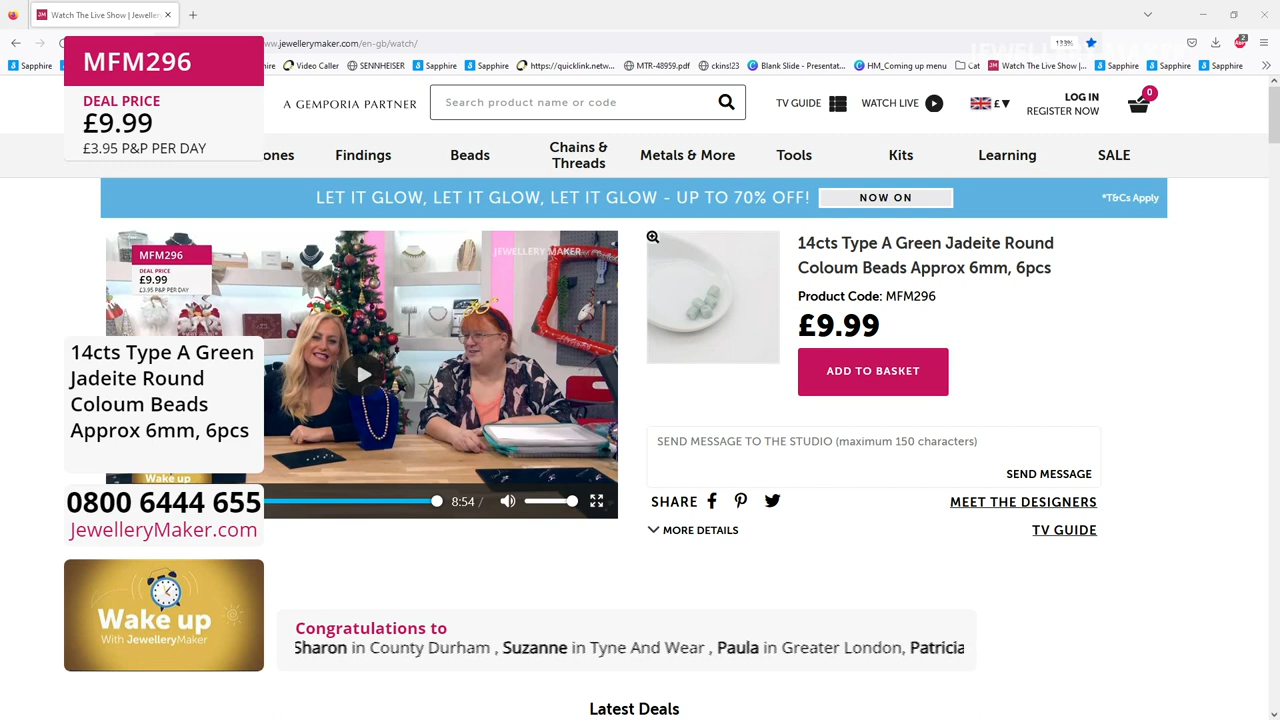 Watch The Live Show | Jeweller
ww.jewellerymaker.com/en-gb/watch/
133%
2
JEWELLERY MAKER
Sapphire
Video Caller
SENNHEISER
Sapphire
Sapphire
https://quicklink.netw...
MTR-48959.pdf
ckins!23
Blank Slide - Presentat...
HM_Coming up menu
Cat
Watch The Live Show |...
Sapphire
Sapphire
Sapphire
MFM296
DEAL PRICE
£9.99
£3.95 P&P PER DAY
A GEMPORIA PARTNER
Search product name or code
TV GUIDE
WATCH LIVE
£▼
LOG IN
REGISTER NOW
0
ones
Findings
Beads
Chains &
Threads
Metals & More
Tools
Kits
Learning
SALE
LET IT GLOW, LET IT GLOW, LET IT GLOW - UP TO 70% OFF!
NOW ON
*T&Cs Apply
MFM296
DEAL PRICE
£9.99
£3.95 P&P PER DAY
JEWELLERY MAKER
14cts Type A Green Jadeite Round
Coloum Beads Approx 6mm, 6pcs
Product Code: MFM296
£9.99
ADD TO BASKET
14cts Type A Green
Jadeite Round
Coloum Beads
Approx 6mm, 6pcs
SEND MESSAGE TO THE STUDIO (maximum 150 characters)
SEND MESSAGE
Wake up
8:54 /
SHARE
MEET THE DESIGNERS
MORE DETAILS
TV GUIDE
0800 6444 655
JewelleryMaker.com
Wake up
With JewelleryMaker
Congratulations to
Sharon in County Durham , Suzanne in Tyne And Wear , Paula in Greater London, Patricia
Latest Deals